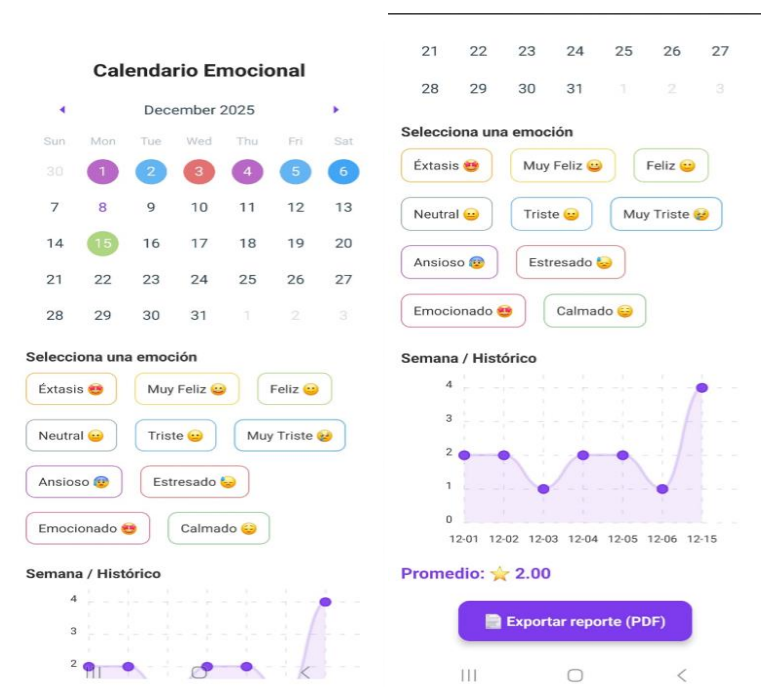 Calendario Emocional
December 2025
Sun Mon Tue Wed Thu Fri Sat
30 1 2 3 4 5 6
7 8 9 10 11 12 13
14 15 16 17 18 19 20
21 22 23 24 25 26 27
28 29 30 31 1 2 3
Selecciona una emoción
Éxtasis 🤩 Muy Feliz 😀 Feliz 🙂
Neutral 😐 Triste 😐 Muy Triste 😢
Ansioso 😰 Estresado 😓
Emocionado 🤩 Calmado 😌
Semana / Histórico
4
3
2
21 22 23 24 25 26 27
28 29 30 31 1 2 3
Selecciona una emoción
Éxtasis 🤩 Muy Feliz 😀 Feliz 🙂
Neutral 😐 Triste 😐 Muy Triste 😢
Ansioso 😰 Estresado 😓
Emocionado 🤩 Calmado 😌
Semana / Histórico
4
3
2
1
0
12-01 12-02 12-03 12-04 12-05 12-06 12-15
Promedio: ⭐ 2.00
📄 Exportar reporte (PDF)